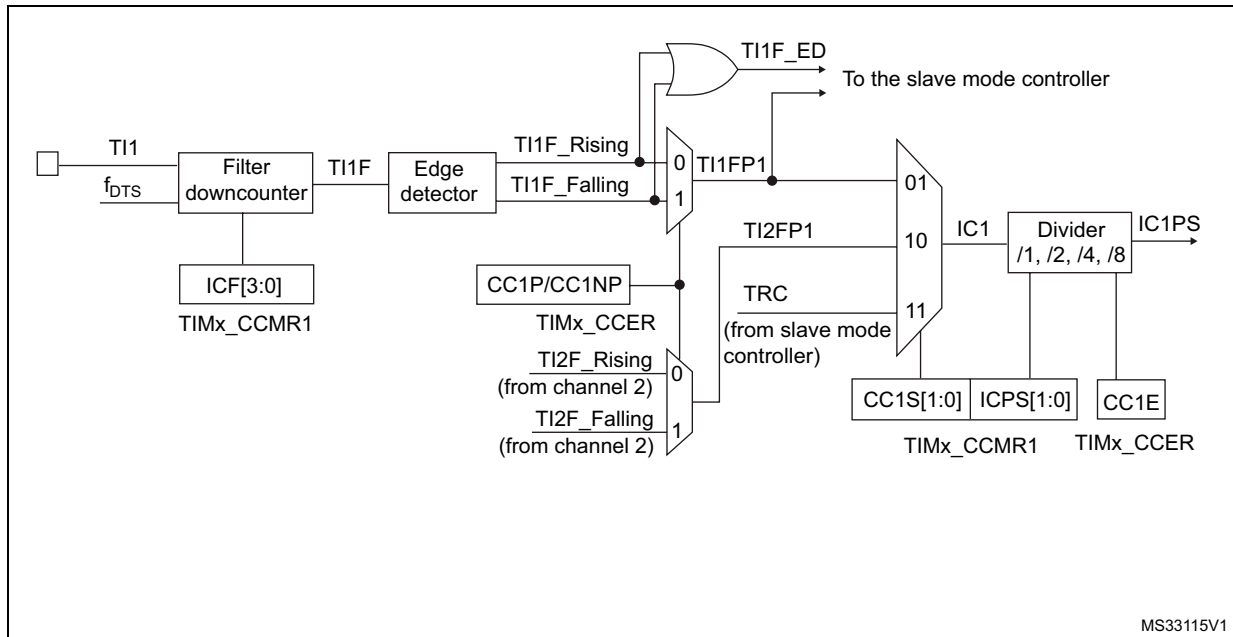 TI1F_ED
To the slave mode controller
TI1
fDTS
Filter
downcounter
TI1F
Edge
detector
TI1F_Rising
TI1F_Falling
0
1
TI1FP1
01
10
11
TI2FP1
TRC
(from slave mode
controller)
IC1
Divider
/1, /2, /4, /8
IC1PS
ICF[3:0]
TIMx_CCMR1
CC1P/CC1NP
TIMx_CCER
TI2F_Rising
(from channel 2)
TI2F_Falling
(from channel 2)
0
1
CC1S[1:0]
ICPS[1:0]
TIMx_CCMR1
CC1E
TIMx_CCER
MS33115V1